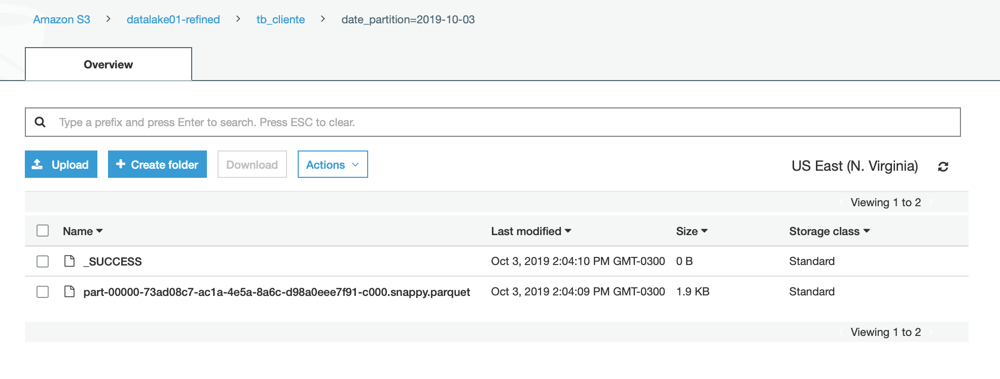 Amazon S3 > datalake01-refined > tb_cliente > date_partition=2019-10-03
Overview
Type a prefix and press Enter to search. Press ESC to clear.
Upload + Create folder Download Actions US East (N. Virginia)
Viewing 1 to 2
Name Last modified Size Storage class
_SUCCESS Oct 3, 2019 2:04:10 PM GMT-0300 0 B Standard
part-00000-73ad08c7-ac1a-4e5a-8a6c-d98a0eee7f91-c000.snappy.parquet Oct 3, 2019 2:04:09 PM GMT-0300 1.9 KB Standard
Viewing 1 to 2